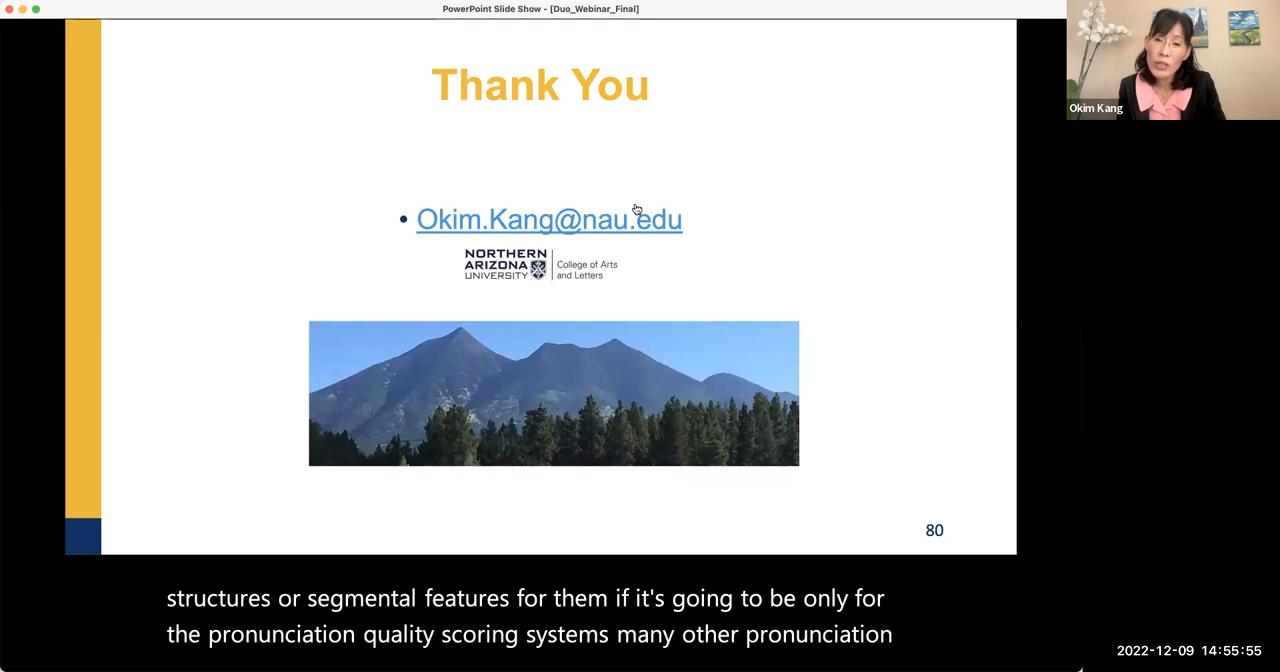 PowerPoint Slide Show - [Duo_Webinar_Final]
Thank You
• Okim.Kang@nau.edu
NORTHERN
ARIZONA
UNIVERSITY
College of Arts
and Letters
80
Okim Kang
structures or segmental features for them if it's going to be only for
the pronunciation quality scoring systems many other pronunciation
2022-12-09 14:55:55